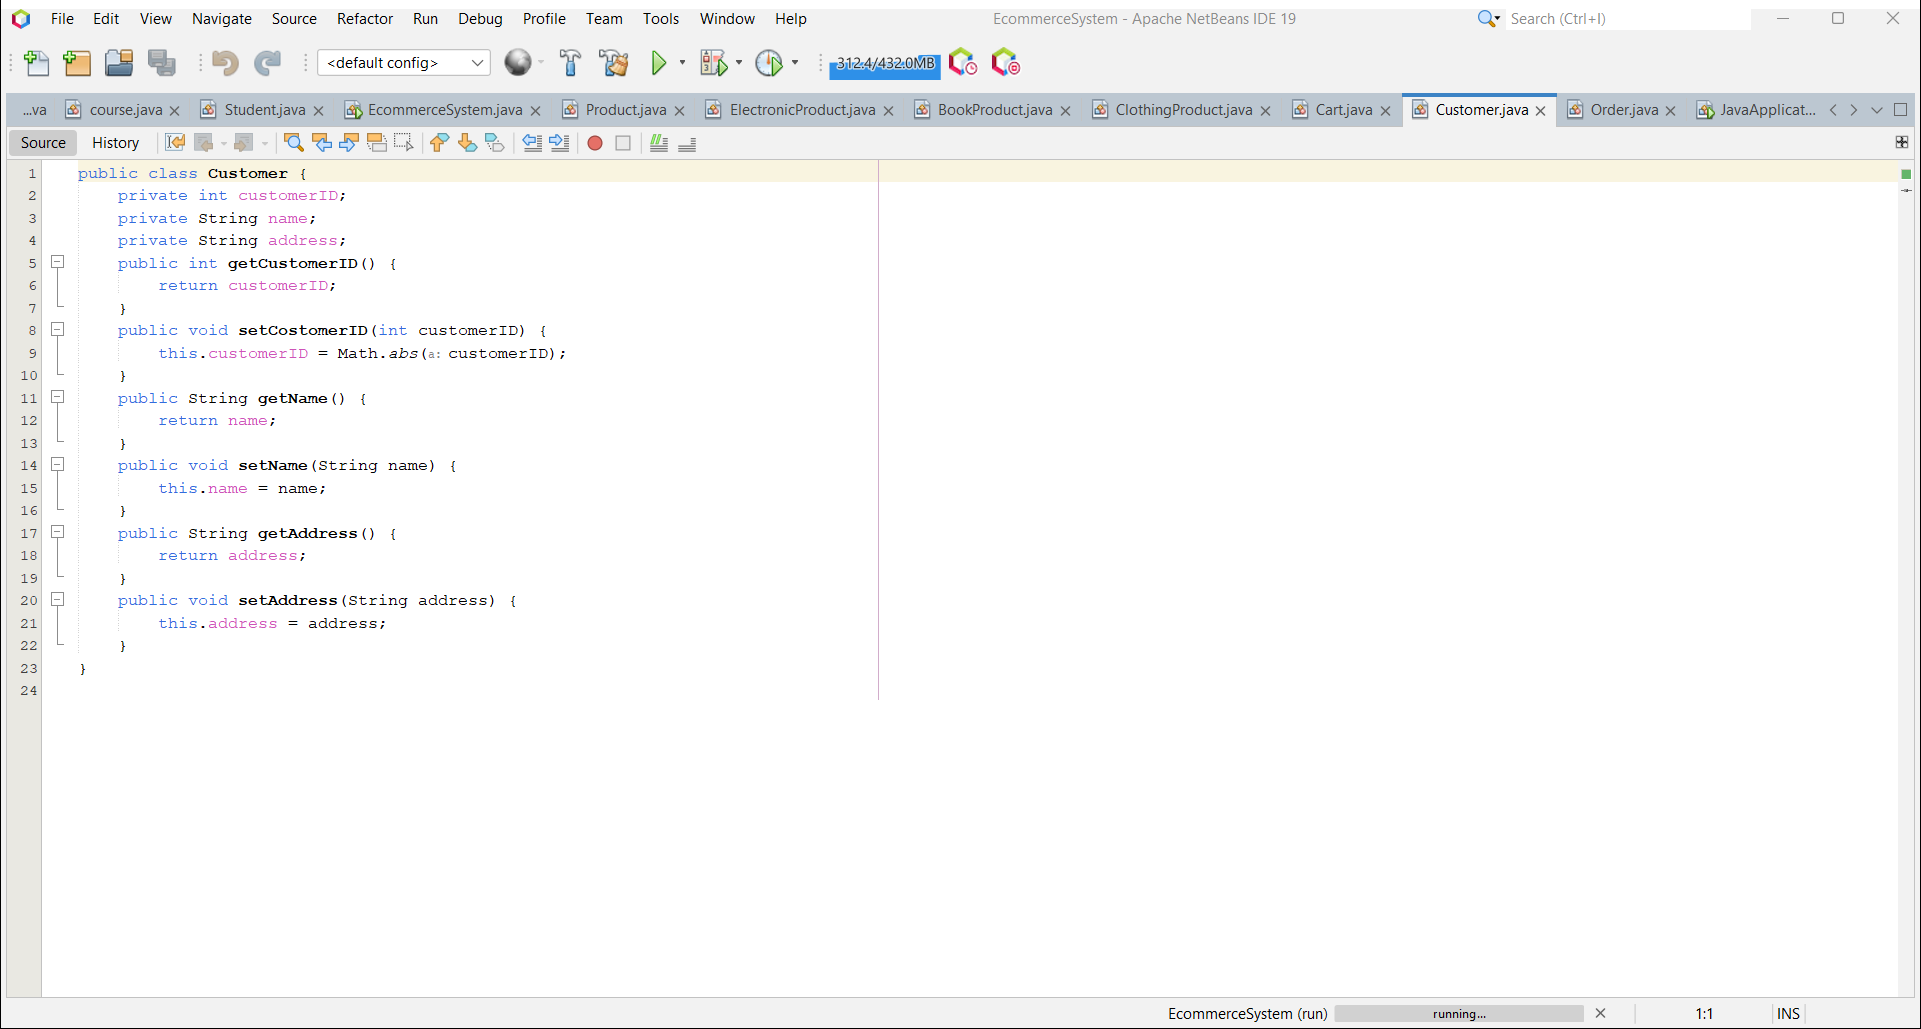 File Edit View Navigate Source Refactor Run Debug Profile Team Tools Window Help EcommerceSystem - Apache NetBeans IDE 19 Search (Ctrl+I)
<default config> 312.4/432.0MB
...va course.java Student.java EcommerceSystem.java Product.java ElectronicProduct.java BookProduct.java ClothingProduct.java Cart.java Customer.java Order.java JavaApplicat...
Source History
1 public class Customer {
2     private int customerID;
3     private String name;
4     private String address;
5     public int getCustomerID() {
6         return customerID;
7     }
8     public void setCostomerID(int customerID) {
9         this.customerID = Math.abs(a: customerID);
10     }
11     public String getName() {
12         return name;
13     }
14     public void setName(String name) {
15         this.name = name;
16     }
17     public String getAddress() {
18         return address;
19     }
20     public void setAddress(String address) {
21         this.address = address;
22     }
23 }
24
EcommerceSystem (run) running... 1:1 INS